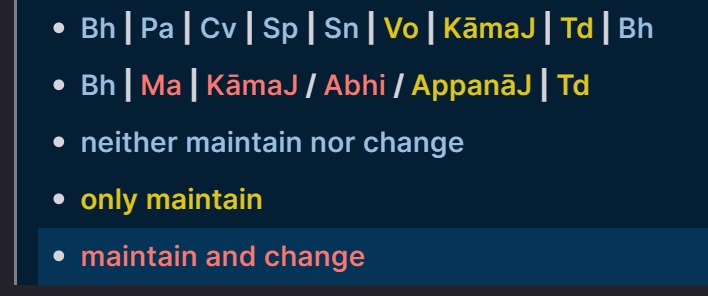 Bh | Pa | Cv | Sp | Sn | Vo | KāmaJ | Td | Bh
Bh | Ma | KāmaJ / Abhi / AppanāJ | Td
neither maintain nor change
only maintain
maintain and change